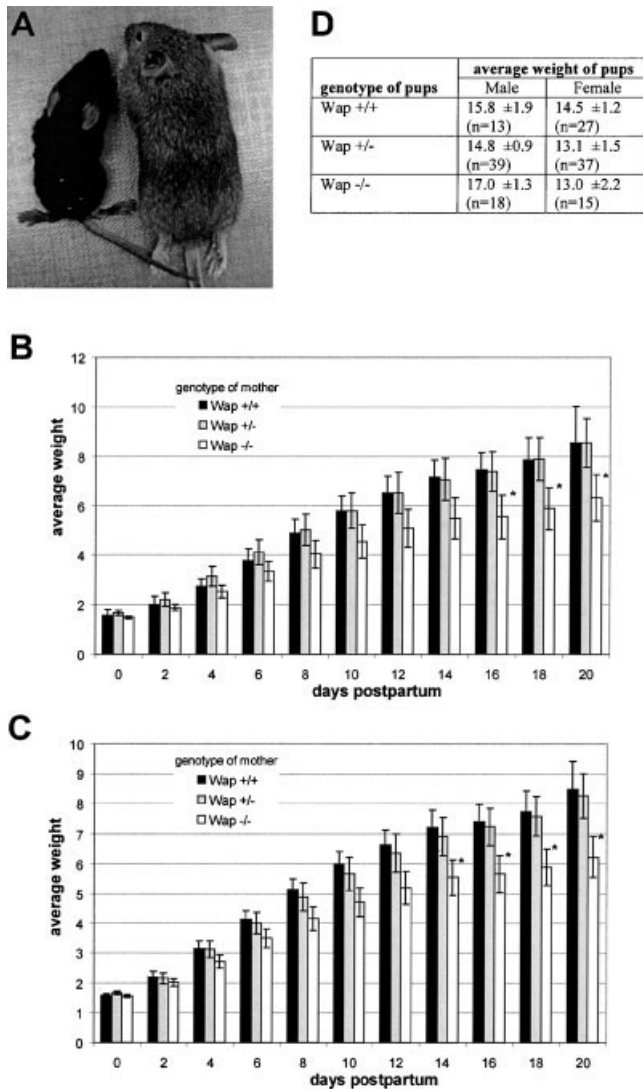 A
D
average weight of pups
genotype of pups Male Female
Wap +/+ 15.8 ±1.9 14.5 ±1.2
(n=13) (n=27)
Wap +/- 14.8 ±0.9 13.1 ±1.5
(n=39) (n=37)
Wap -/- 17.0 ±1.3 13.0 ±2.2
(n=18) (n=15)
B
12
10
8
6
4
2
0
average weight
genotype of mother
Wap +/+
Wap +/-
Wap -/-
* * *
0 2 4 6 8 10 12 14 16 18 20
days postpartum
C
10
9
8
7
6
5
4
3
2
1
0
average weight
genotype of mother
Wap +/+
Wap +/-
Wap -/-
* * * *
0 2 4 6 8 10 12 14 16 18 20
days postpartum